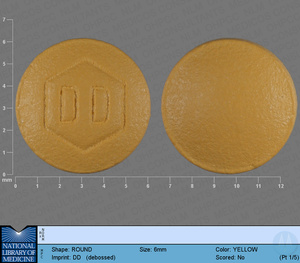 7
6
5
4
3
2
1
0
mm
DD
0 1 2 3 4 5 6 7 8 9 10 11 12
NATIONAL
LIBRARY OF
MEDICINE
Shape: ROUND Size: 6mm Color: YELLOW
Imprint: DD (debossed) Scored: No (Pt 1/5)